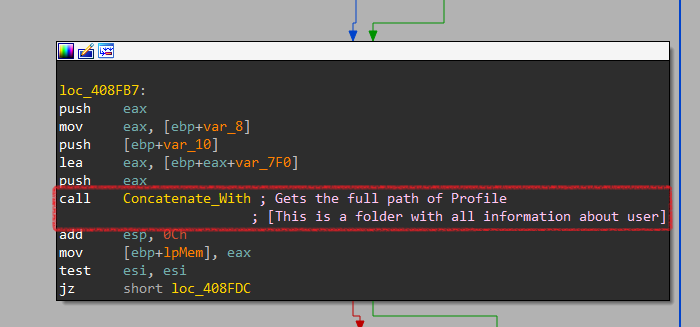 loc_408FB7:
push eax
mov eax, [ebp+var_8]
push [ebp+var_10]
lea eax, [ebp+eax+var_7F0]
push eax
call Concatenate_With ; Gets the full path of Profile
; [This is a folder with all information about user]
add esp, 0Ch
mov [ebp+lpMem], eax
test esi, esi
jz short loc_408FDC